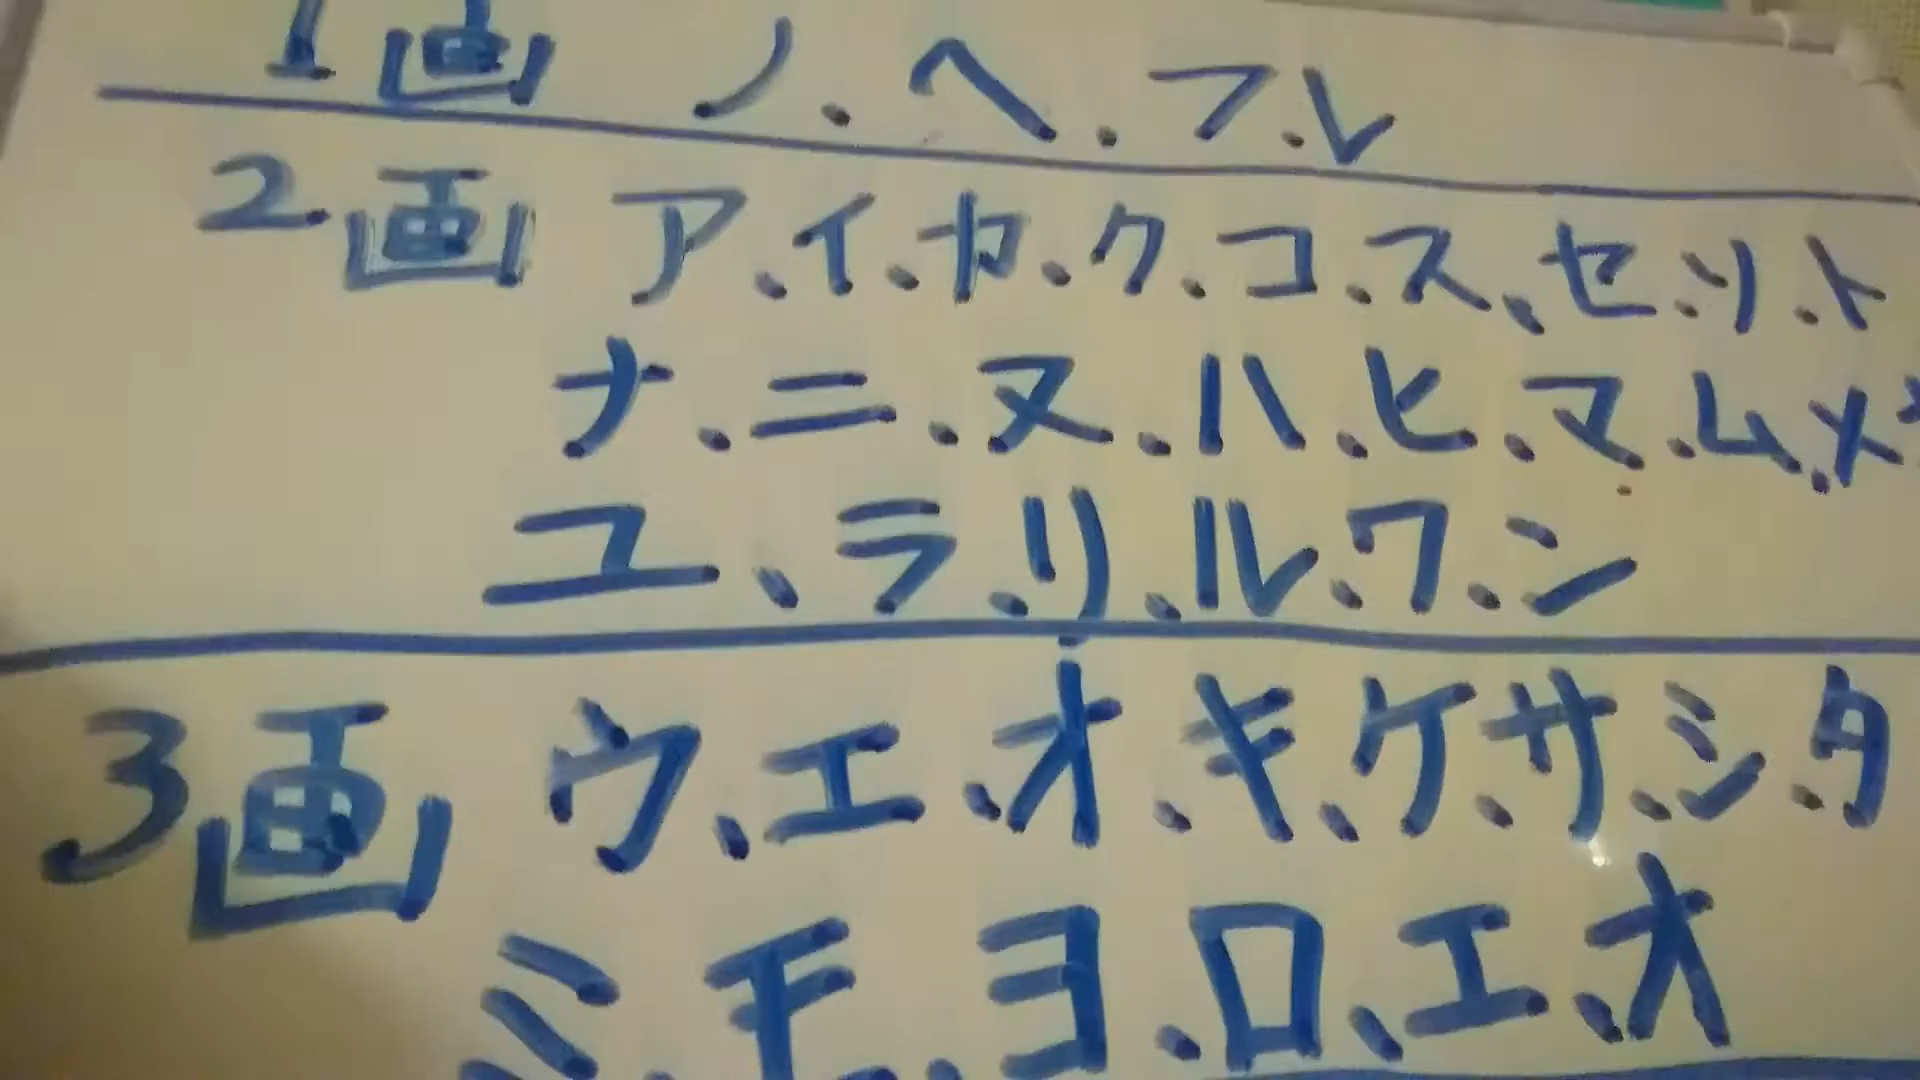 1画 ノ、ヘ、フ、レ
2画 ア、イ、カ、ク、コ、ス、セ、ソ、ト
ナ、ニ、ヌ、ハ、ヒ、マ、ム、メ、
ユ、ラ、リ、ル、ワ、ン
3画 ウ、エ、オ、キ、ケ、サ、シ、タ
ミ、モ、ヨ、ロ、エ、オ